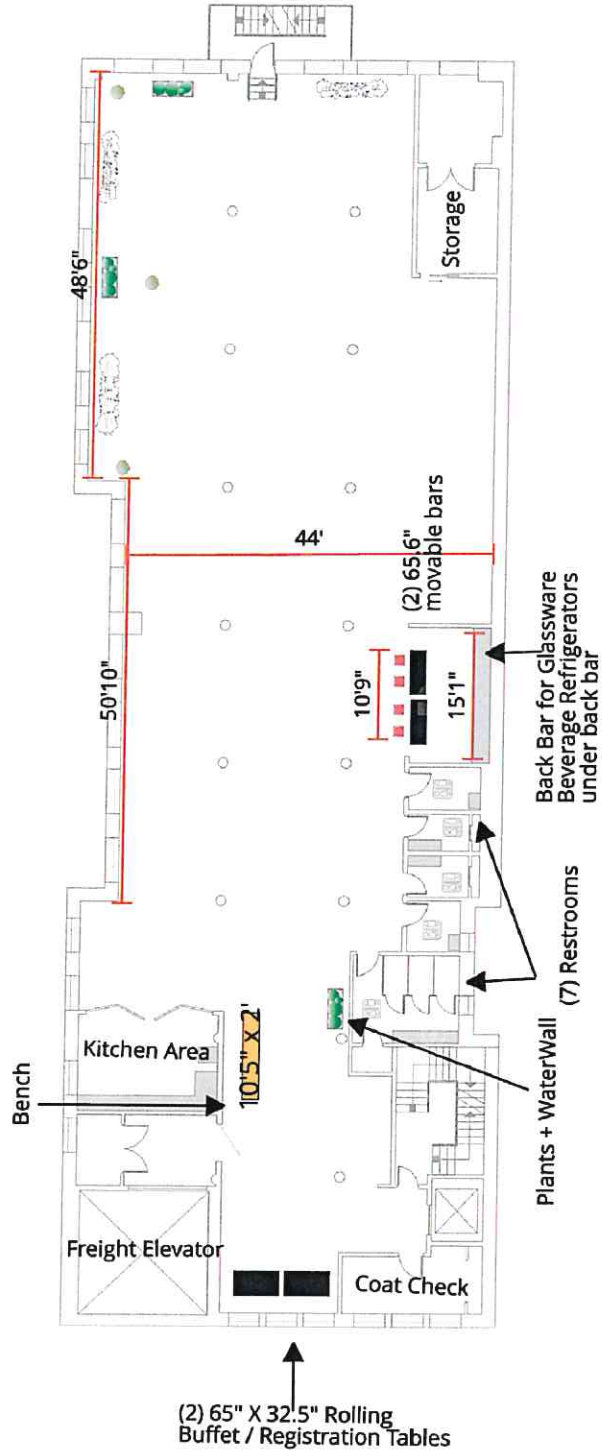 48'6"
50'10"
44'
(2) 65.6"
movable bars
10'9"
15'1"
Storage
Back Bar for Glassware
Beverage Refrigerators
under back bar
(7) Restrooms
Plants + WaterWall
Bench
Kitchen Area
10'5" x 2'
Freight Elevator
Coat Check
(2) 65" X 32.5" Rolling
Buffet / Registration Tables